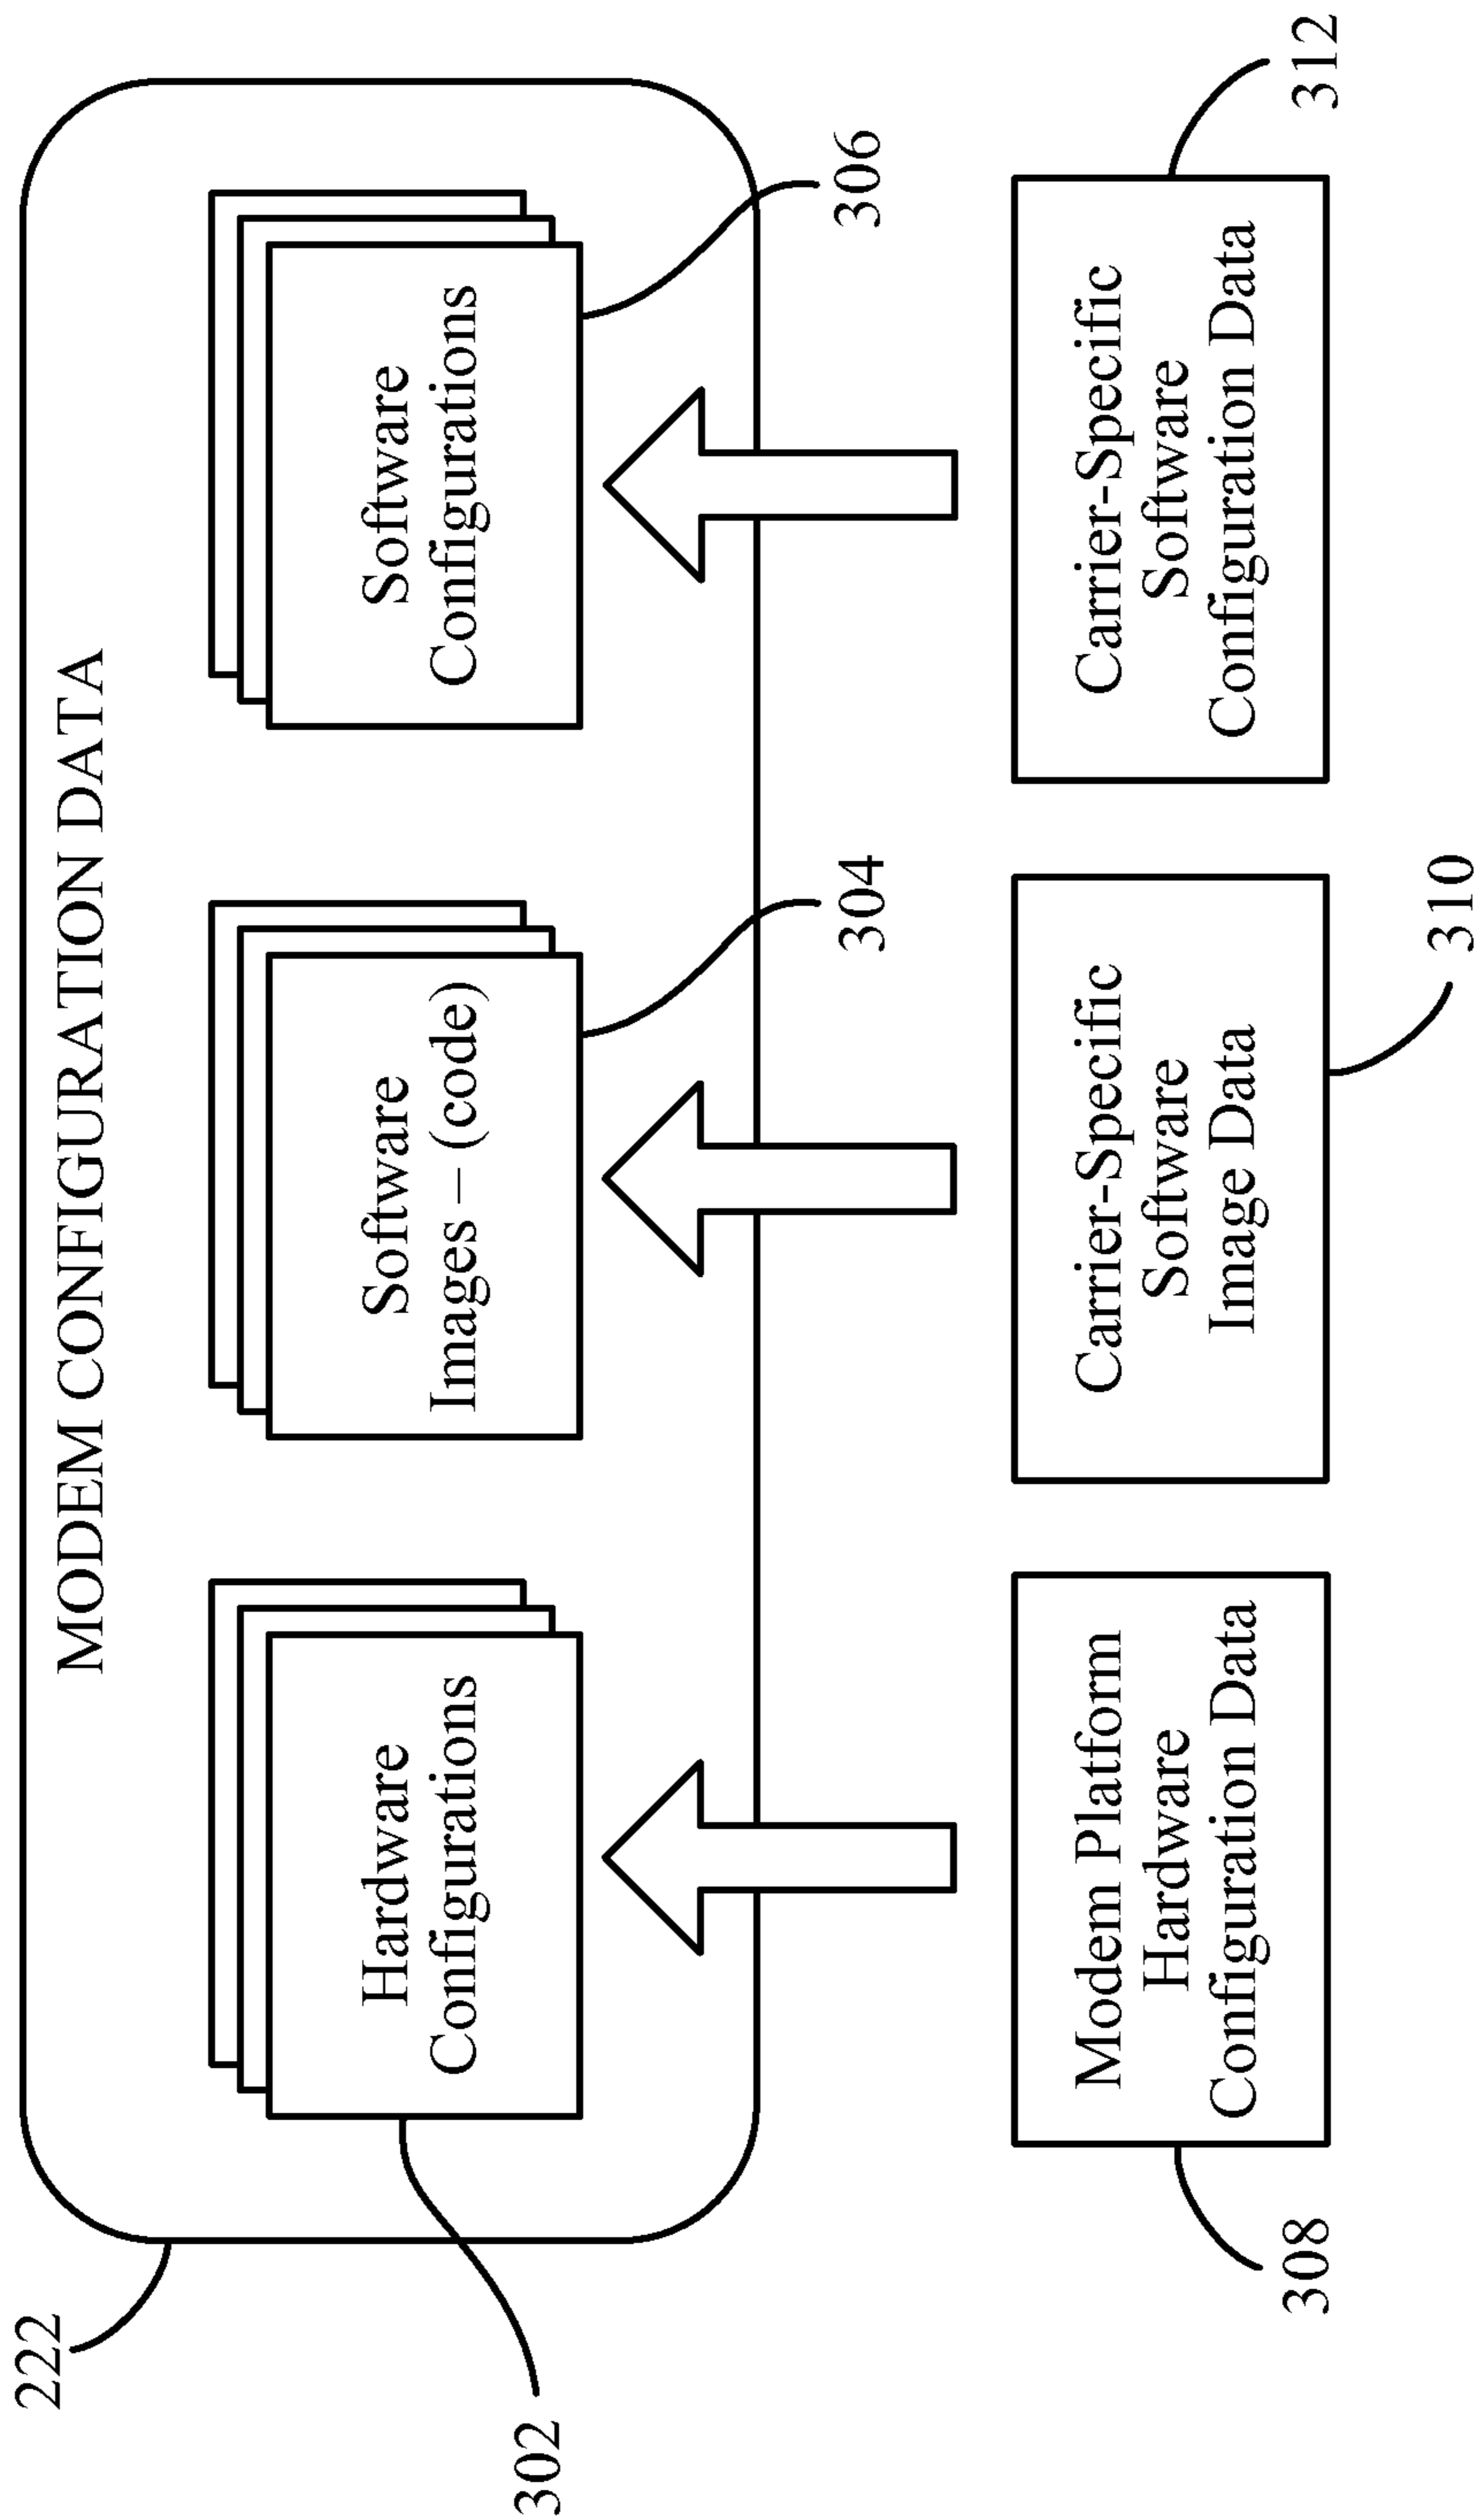 222
MODEM CONFIGURATION DATA
302
Hardware
Configurations
Software
Images – (code)
304
Software
Configurations
306
308
Modem Platform
Hardware
Configuration Data
Carrier-Specific
Software
Image Data
310
Carrier-Specific
Software
Configuration Data
312